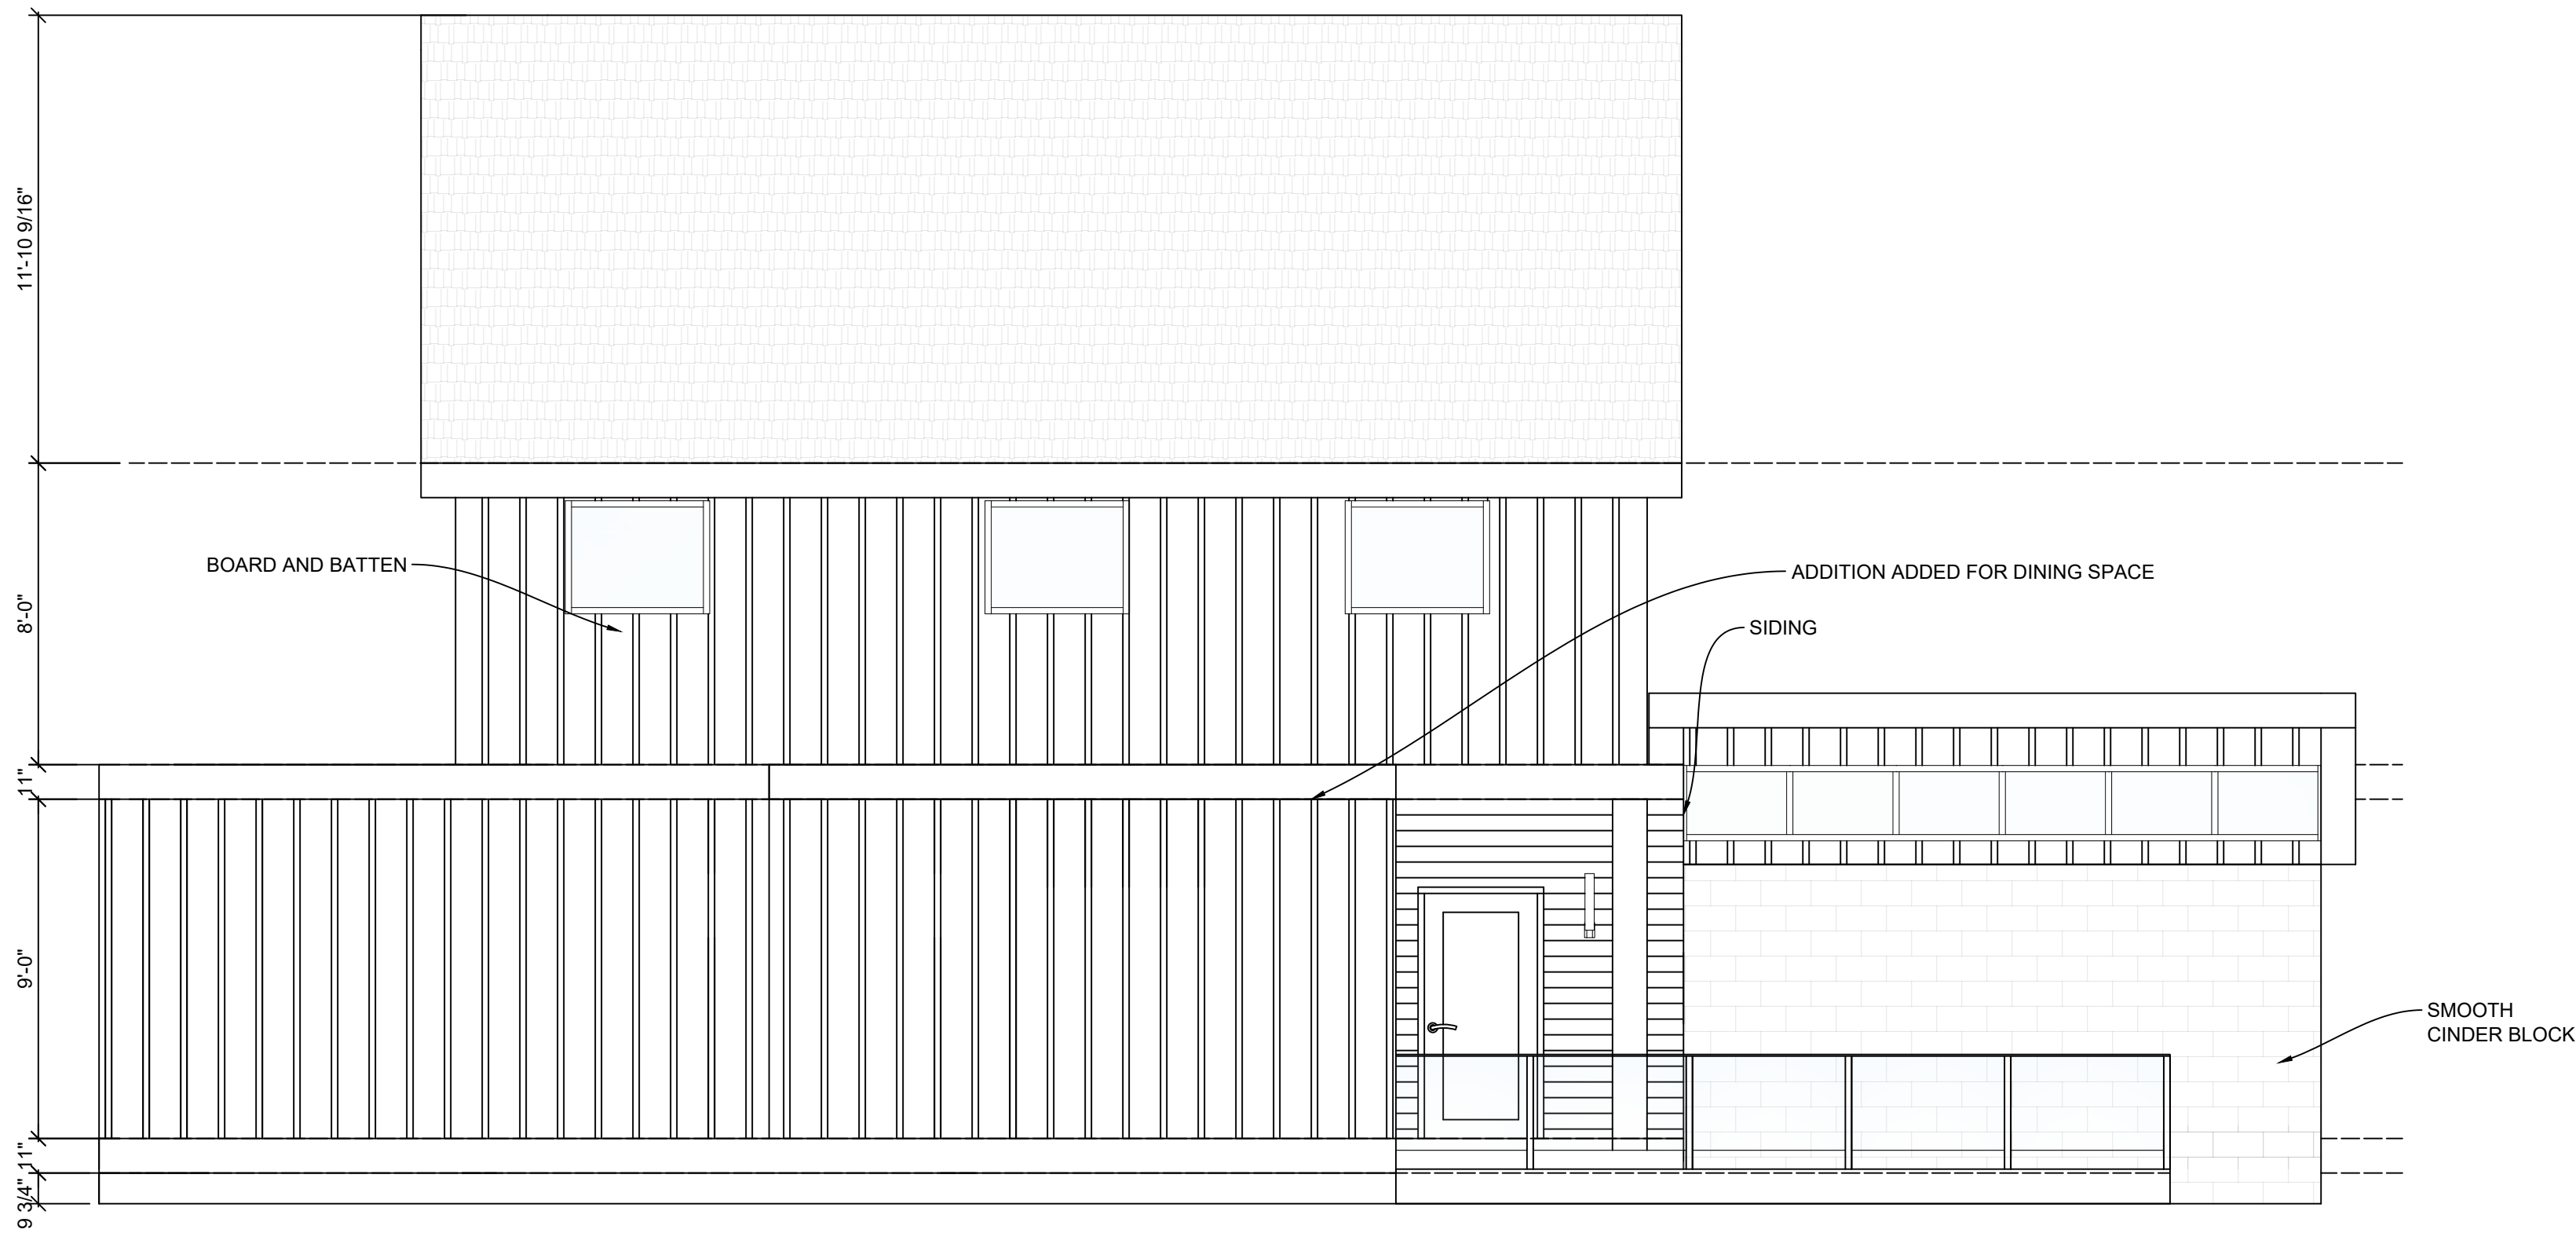 11'-10 9/16"
BOARD AND BATTEN
8'-0"
ADDITION ADDED FOR DINING SPACE
SIDING
11"
9'-0"
SMOOTH
CINDER BLOCK
11"
9 3/4"